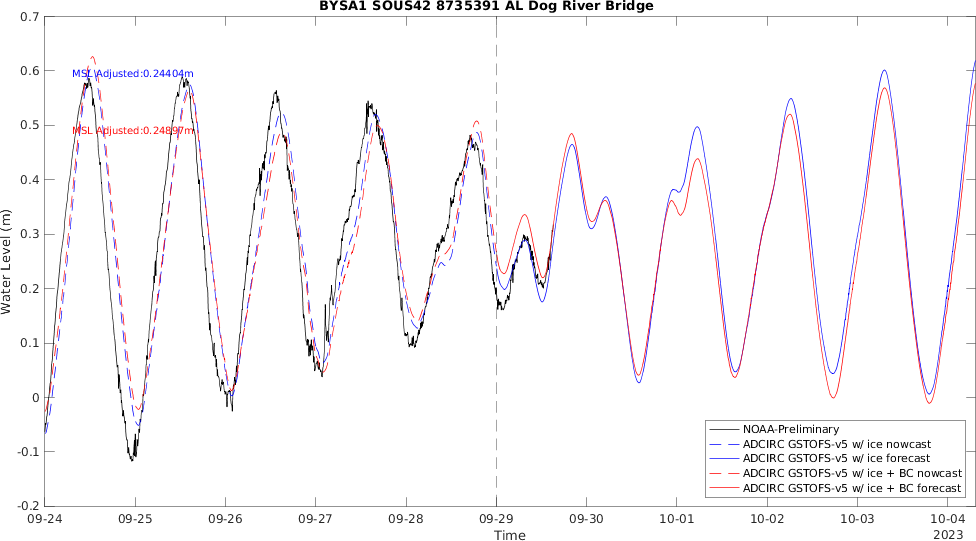 BYSA1 SOUS42 8735391 AL Dog River Bridge
0.7
0.6
0.5
0.4
0.3
0.2
0.1
0
-0.1
-0.2
Water Level (m)
MSL Adjusted:0.24404m
MSL Adjusted:0.24897m
NOAA-Preliminary
ADCIRC GSTOFS-v5 w/ ice nowcast
ADCIRC GSTOFS-v5 w/ ice forecast
ADCIRC GSTOFS-v5 w/ ice + BC nowcast
ADCIRC GSTOFS-v5 w/ ice + BC forecast
09-24 09-25 09-26 09-27 09-28 09-29 09-30 10-01 10-02 10-03 10-04
Time
2023